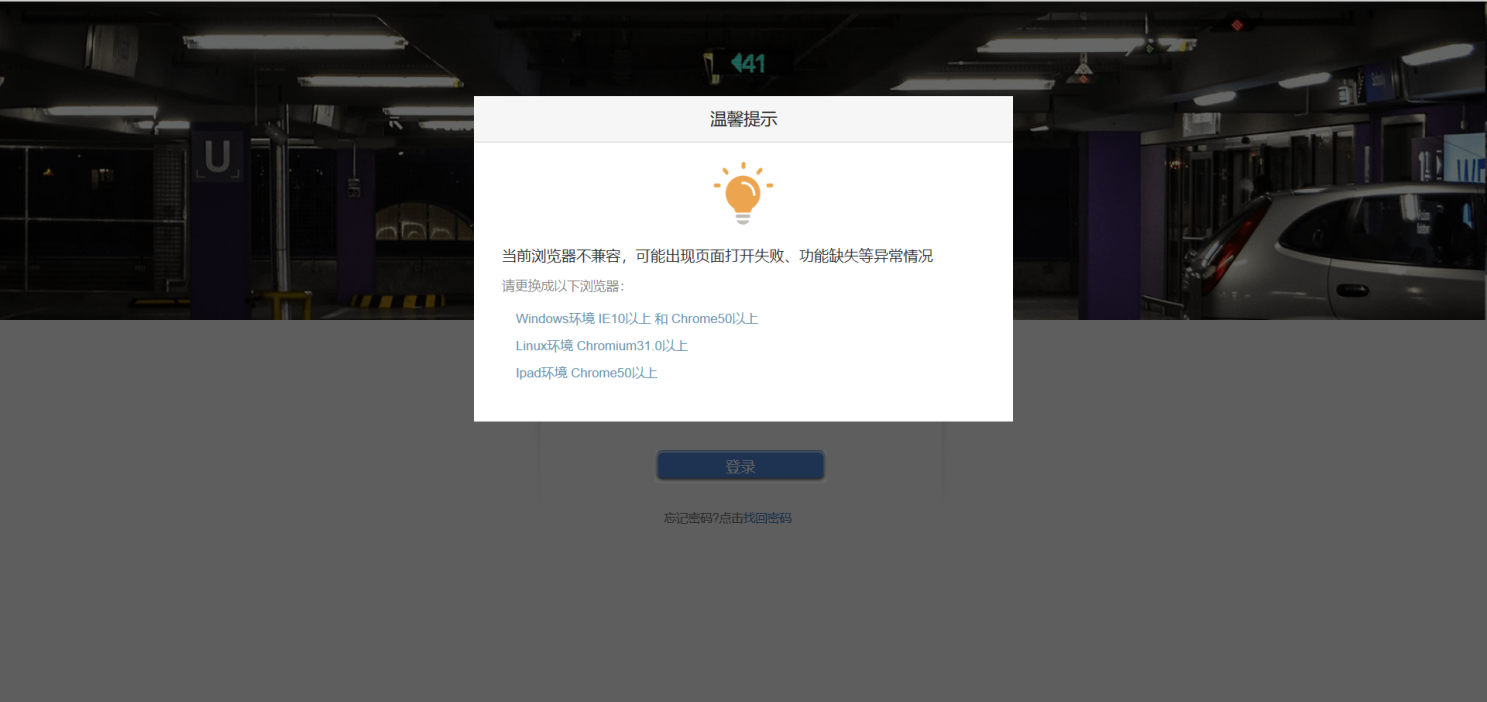 41
U
温馨提示
当前浏览器不兼容，可能出现页面打开失败、功能缺失等异常情况
请更换成以下浏览器：
Windows环境 IE10以上 和 Chrome50以上
Linux环境 Chromium31.0以上
Ipad环境 Chrome50以上
登录
忘记密码?点击找回密码